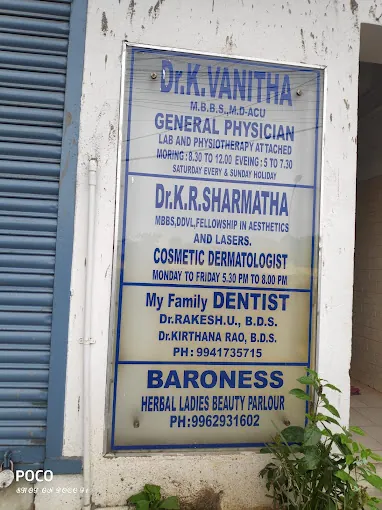 Dr.K.VANITHA
M.B.B.S.,M.D-ACU
GENERAL PHYSICIAN
LAB AND PHYSIOTHERAPY ATTACHED
MORING : 8.30 TO 12.00 EVEING : 5 TO 7.30
SATURDAY EVERY & SUNDAY HOLIDAY
Dr.K.R.SHARMATHA
MBBS,DDVL,FELLOWSHIP IN AESTHETICS
AND LASERS.
COSMETIC DERMATOLOGIST
MONDAY TO FRIDAY 5.30 PM TO 8.00 PM
My Family DENTIST
Dr.RAKESH.U., B.D.S.
Dr.KIRTHANA RAO, B.D.S.
PH : 9941735715
BARONESS
HERBAL LADIES BEAUTY PARLOUR
PH:9962931602
POCO